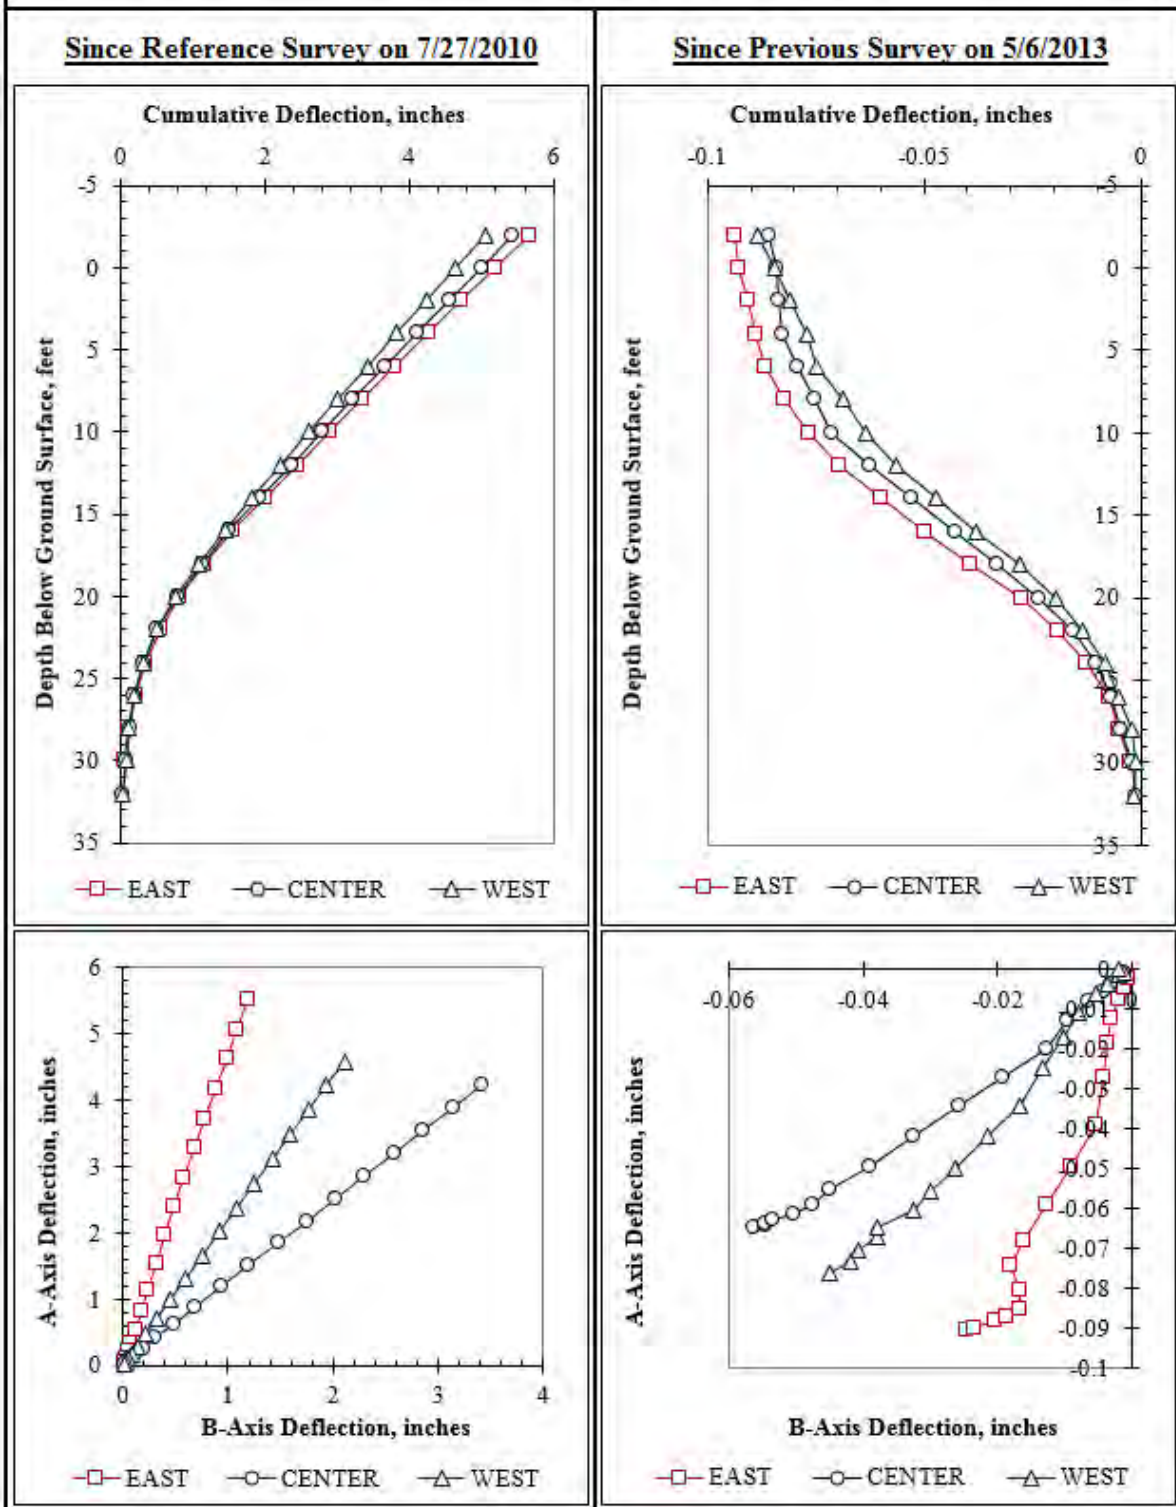 Since Reference Survey on 7/27/2010
Cumulative Deflection, inches
0 2 4 6
-5
0
5
10
15
20
25
30
35
Depth Below Ground Surface, feet
EAST CENTER WEST
Since Previous Survey on 5/6/2013
Cumulative Deflection, inches
-0.1 -0.05 0
-5
0
5
10
15
20
25
30
35
Depth Below Ground Surface, feet
EAST CENTER WEST
6
5
4
3
2
1
0
A-Axis Deflection, inches
0 1 2 3 4
B-Axis Deflection, inches
EAST CENTER WEST
-0.06 -0.04 -0.02 0
0
-0.01
-0.02
-0.03
-0.04
-0.05
-0.06
-0.07
-0.08
-0.09
-0.1
A-Axis Deflection, inches
B-Axis Deflection, inches
EAST CENTER WEST